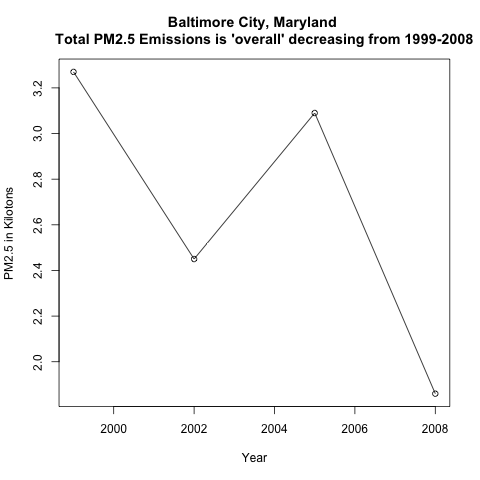 Baltimore City, Maryland
Total PM2.5 Emissions is 'overall' decreasing from 1999-2008
PM2.5 in Kilotons
3.2
3.0
2.8
2.6
2.4
2.2
2.0
2000 2002 2004 2006 2008
Year